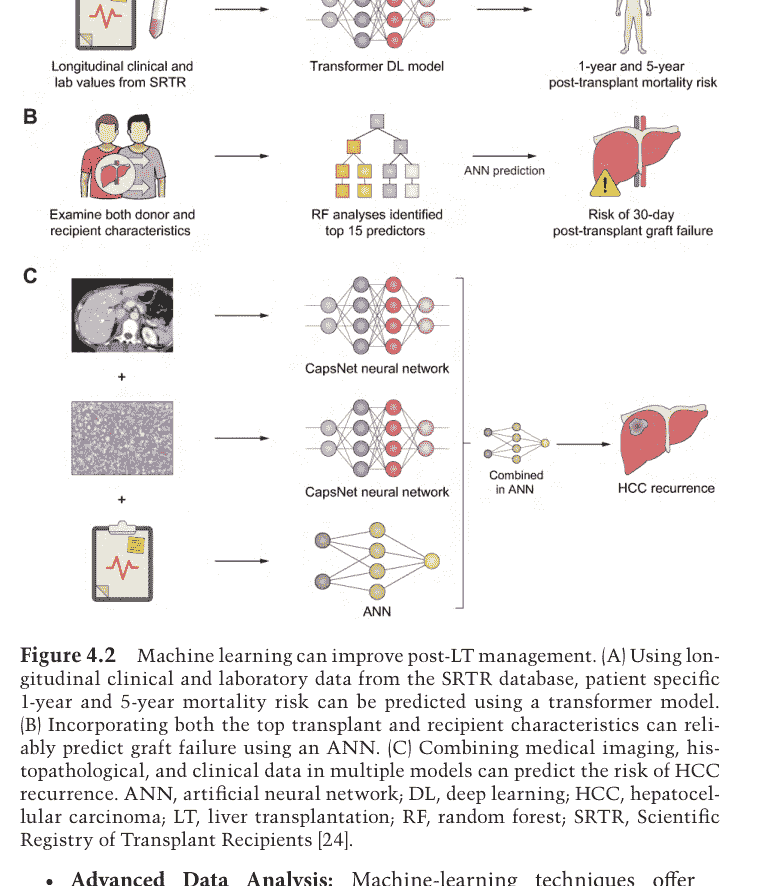 Longitudinal clinical and
lab values from SRTR
Transformer DL model
1-year and 5-year
post-transplant mortality risk
B
Examine both donor and
recipient characteristics
RF analyses identified
top 15 predictors
ANN prediction
Risk of 30-day
post-transplant graft failure
C
+
CapsNet neural network
+
CapsNet neural network
Combined
in ANN
HCC recurrence
ANN
Figure 4.2 Machine learning can improve post-LT management. (A) Using lon-
gitudinal clinical and laboratory data from the SRTR database, patient specific
1-year and 5-year mortality risk can be predicted using a transformer model.
(B) Incorporating both the top transplant and recipient characteristics can reli-
ably predict graft failure using an ANN. (C) Combining medical imaging, his-
topathological, and clinical data in multiple models can predict the risk of HCC
recurrence. ANN, artificial neural network; DL, deep learning; HCC, hepatocel-
lular carcinoma; LT, liver transplantation; RF, random forest; SRTR, Scientific
Registry of Transplant Recipients [24].
• Advanced Data Analysis: Machine-learning techniques offer